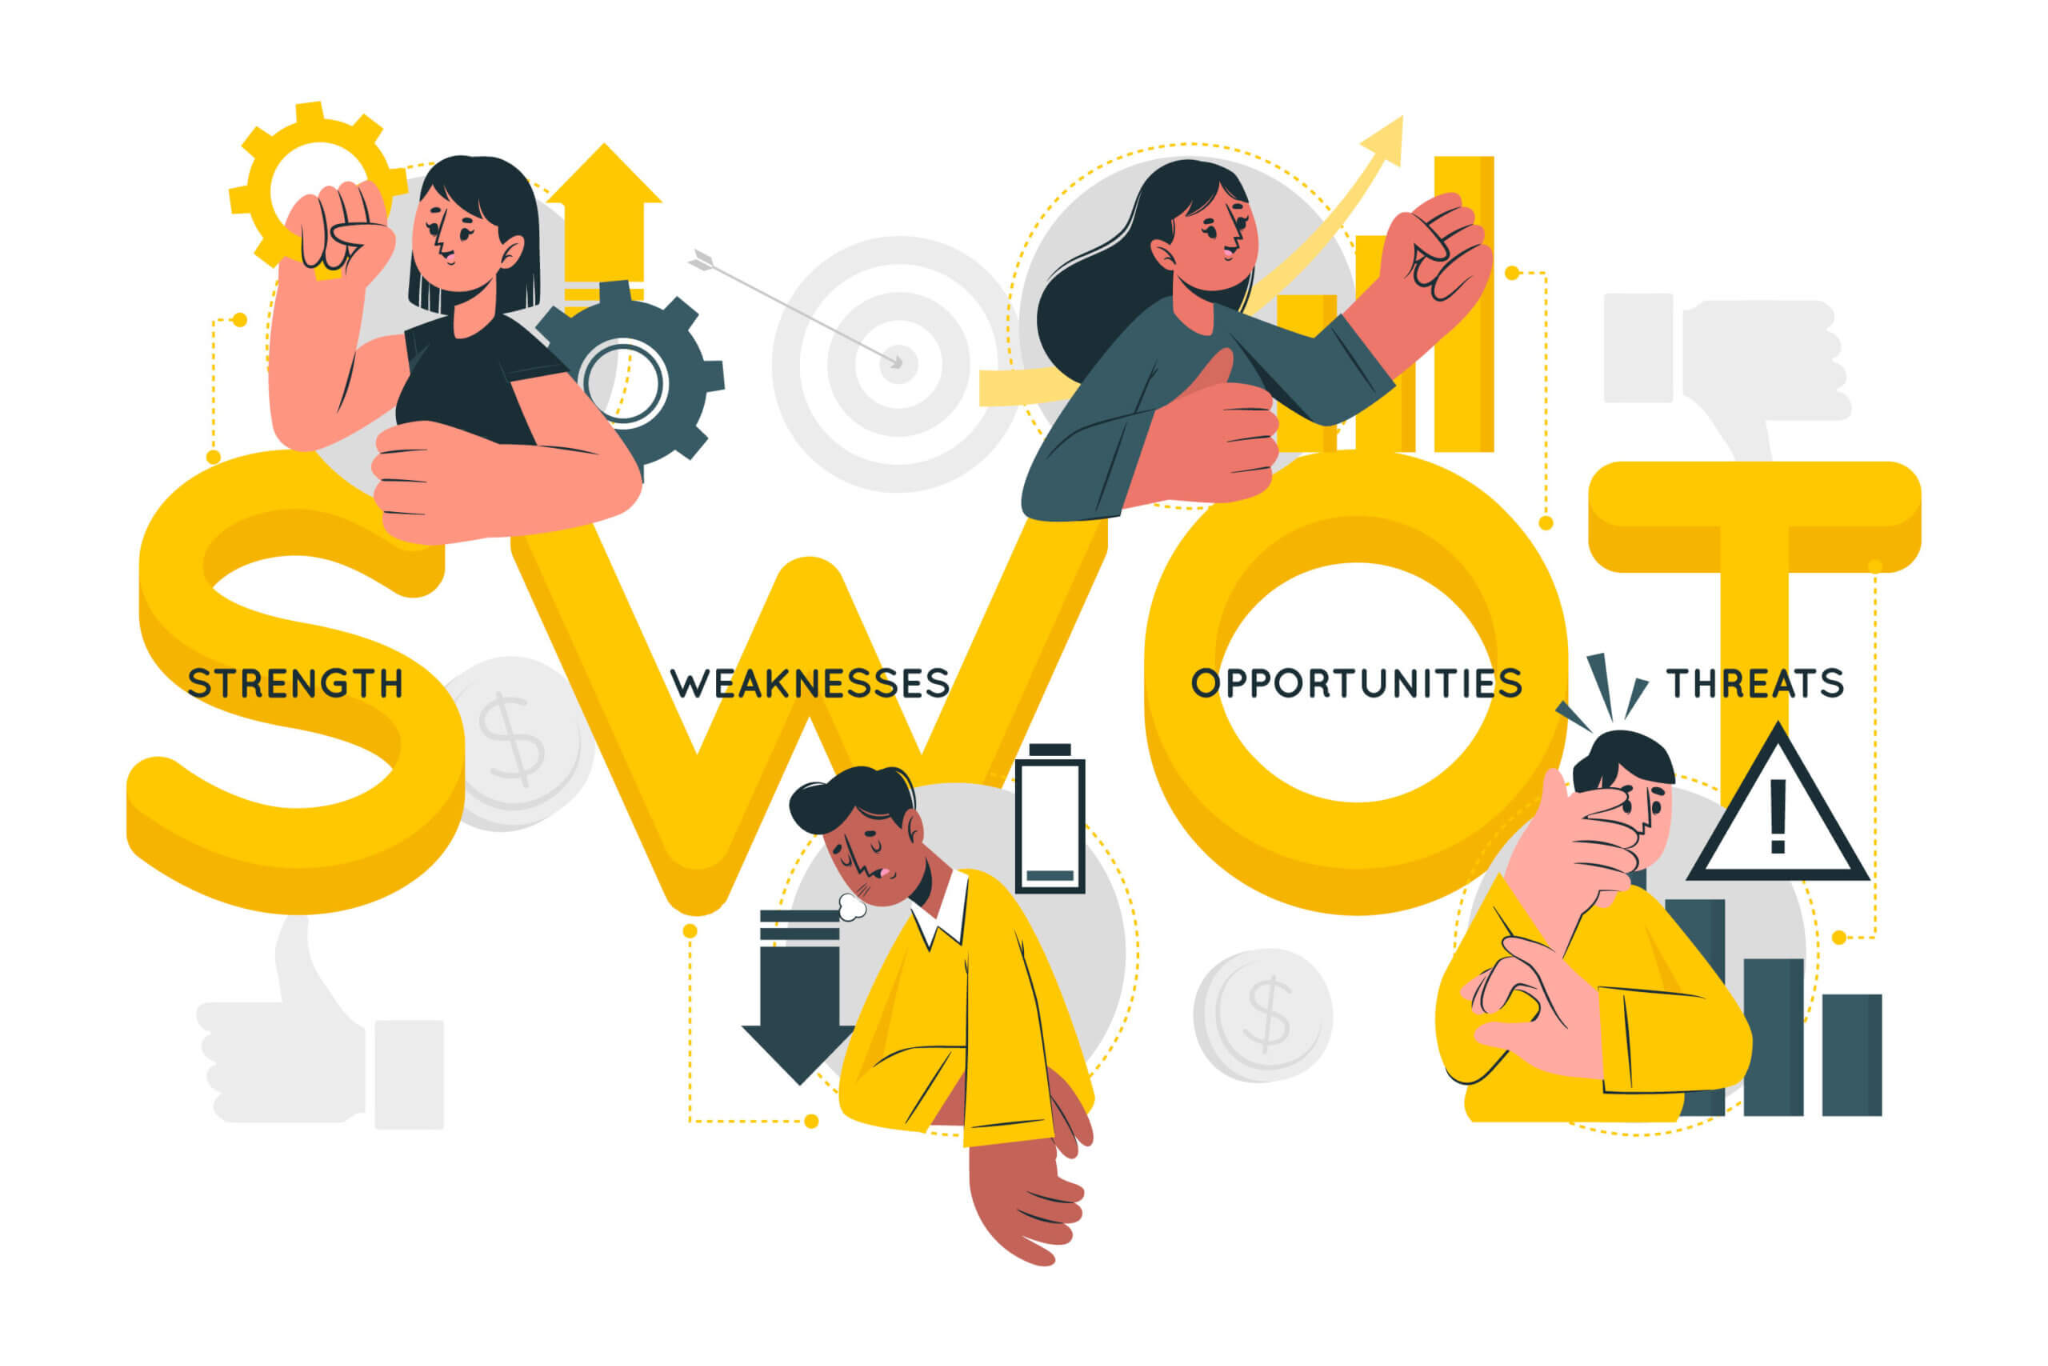 SWOT
STRENGTH
WEAKNESSES
OPPORTUNITIES
THREATS
!
$
$